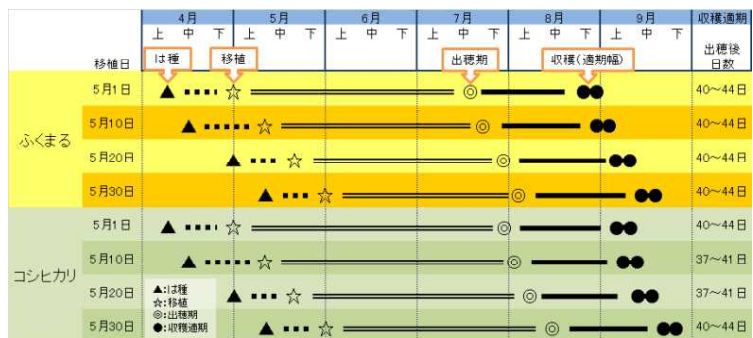 4月 5月 6月 7月 8月 9月 収穫適期
上 中 下 上 中 下 上 中 下 上 中 下 上 中 下 上 中 下
移植日 は種 移植 出穂期 収穫(適期幅) 出穂後日数
ふくまる
5月1日 40～44日
5月10日 40～44日
5月20日 40～44日
5月30日 40～44日
コシヒカリ
5月1日 40～44日
5月10日 37～41日
5月20日 37～41日
5月30日 40～44日
▲:は種
☆:移植
◎:出穂期
●:収穫適期